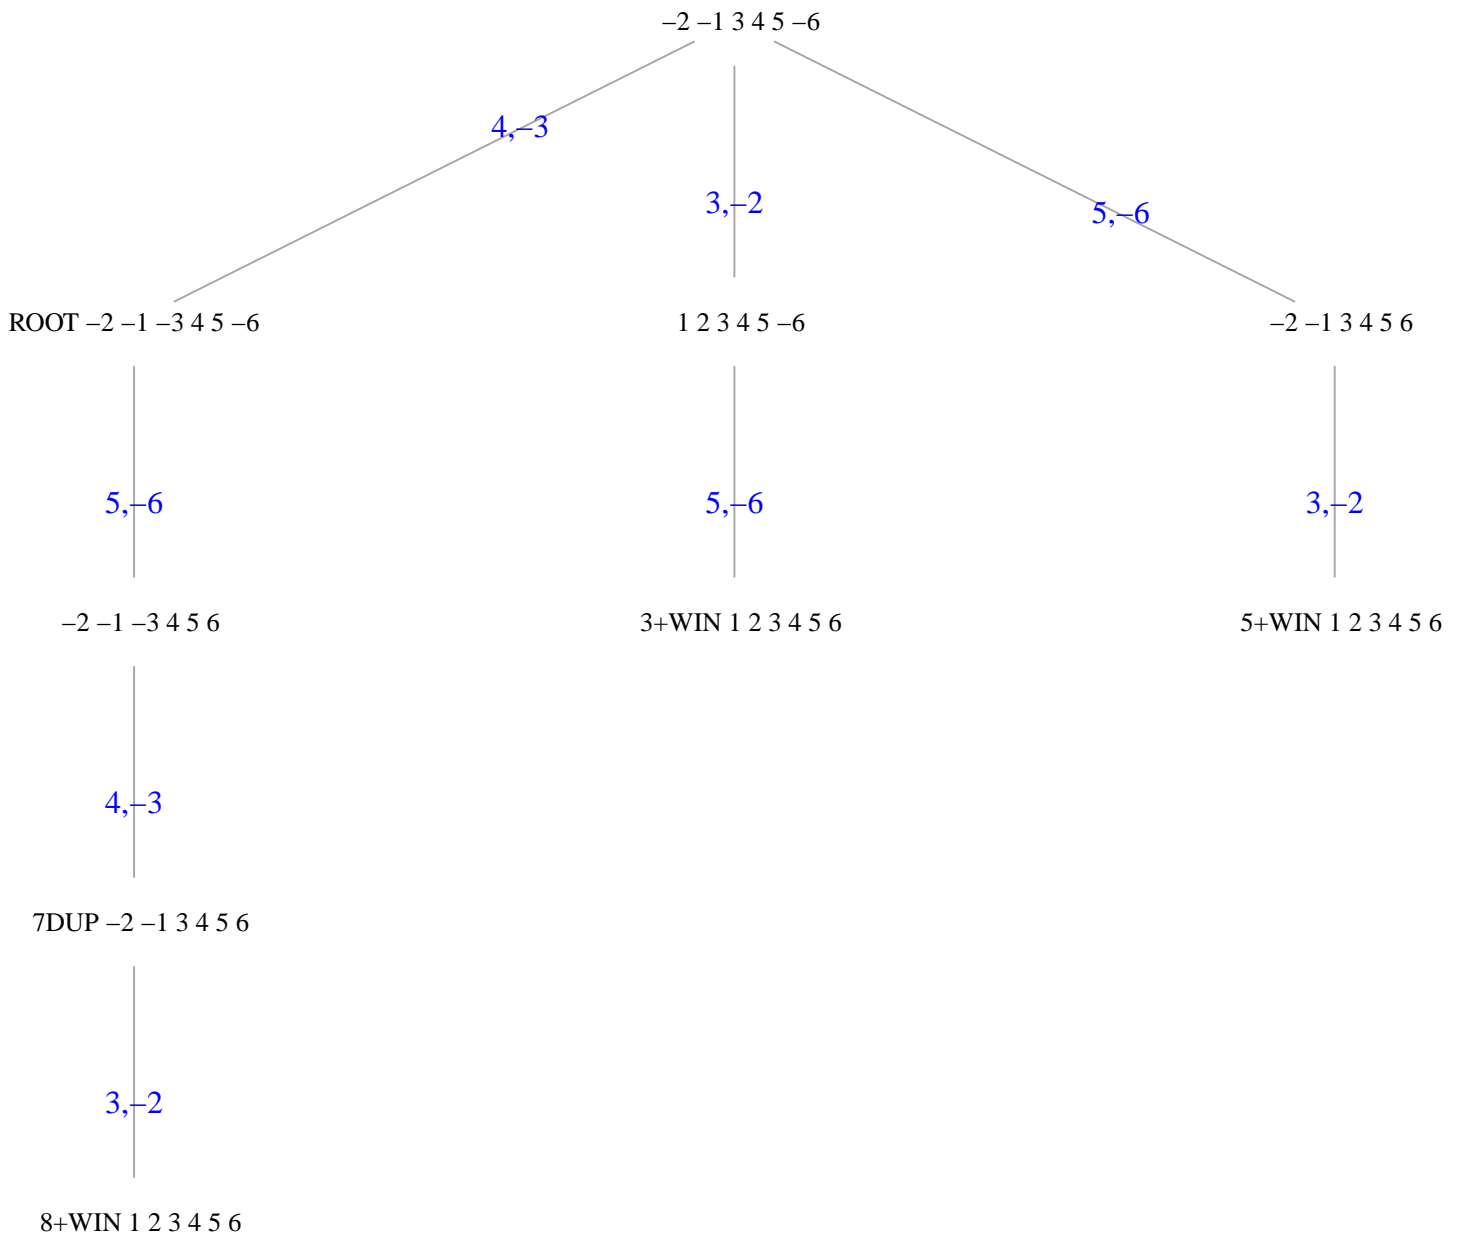 –2 –1 3 4 5 –6
4,–3
3,–2
5,–6
ROOT –2 –1 –3 4 5 –6
1 2 3 4 5 –6
–2 –1 3 4 5 6
5,–6
5,–6
3,–2
–2 –1 –3 4 5 6
3+WIN 1 2 3 4 5 6
5+WIN 1 2 3 4 5 6
4,–3
7DUP –2 –1 3 4 5 6
3,–2
8+WIN 1 2 3 4 5 6